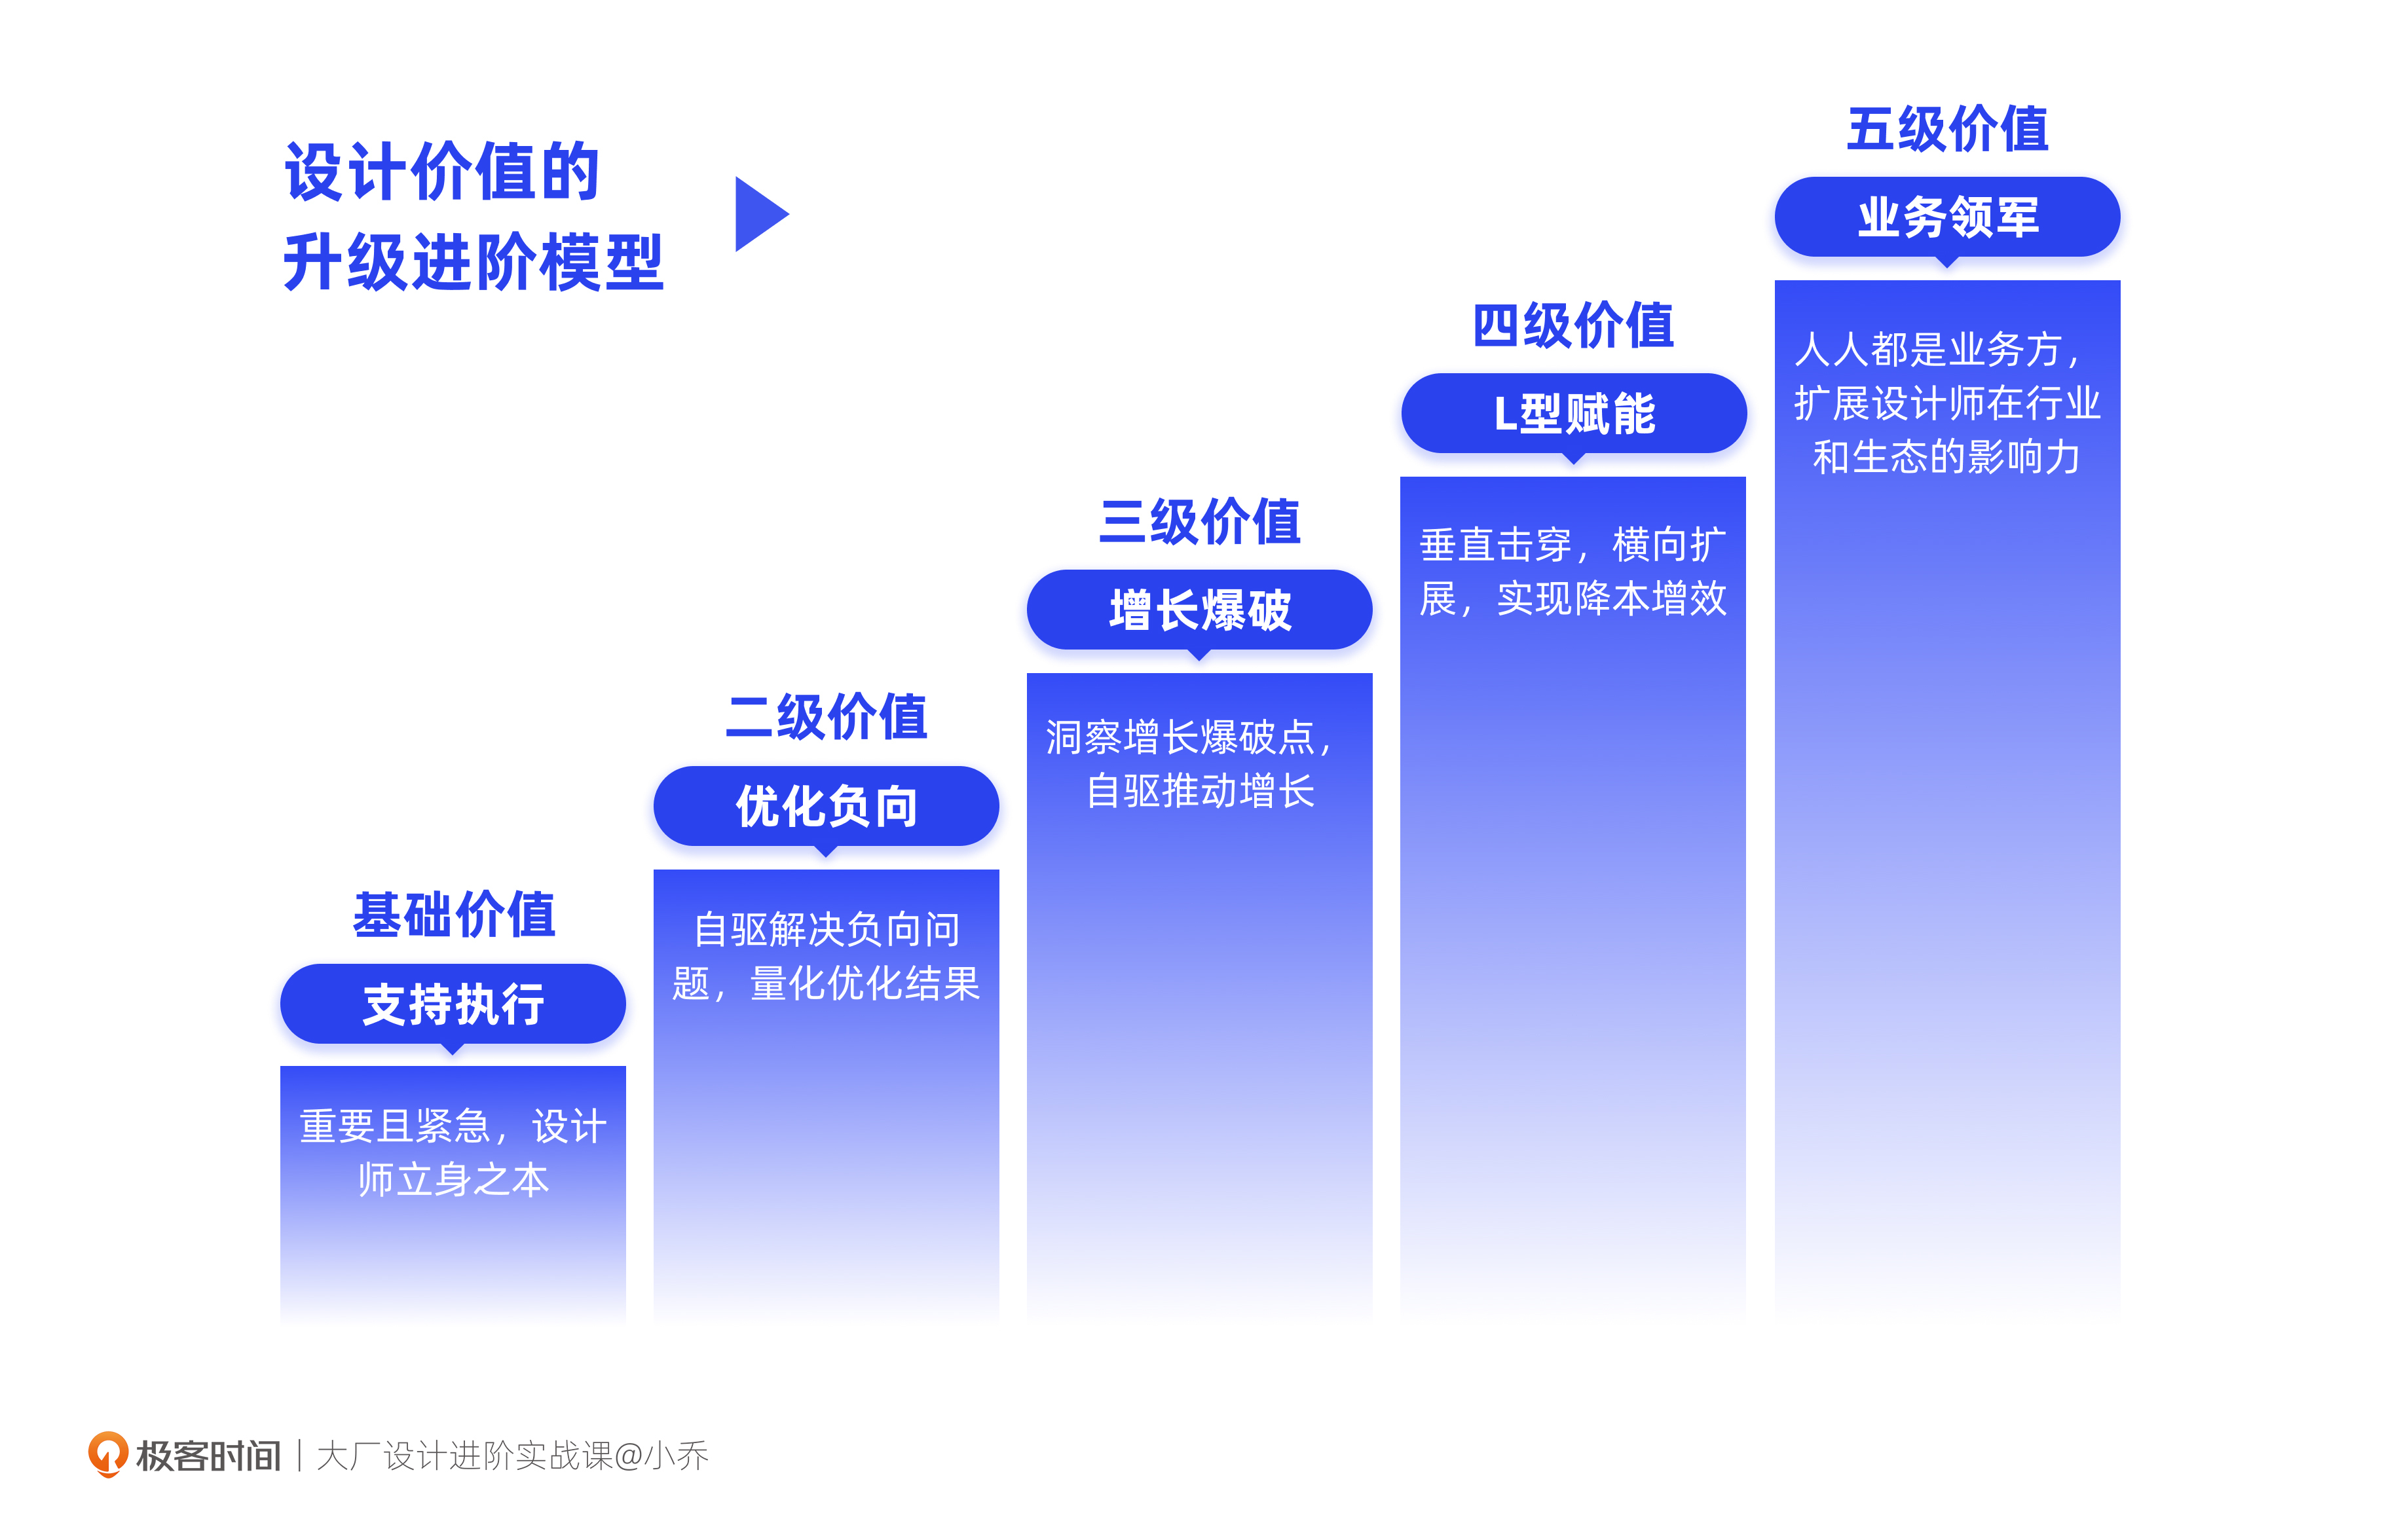 设计价值的
升级进阶模型
基础价值
支持执行
重要且紧急，设计
师立身之本
二级价值
优化负向
自驱解决负向问
题，量化优化结果
三级价值
增长爆破
洞察增长爆破点，
自驱推动增长
四级价值
L型赋能
垂直击穿，横向扩
展，实现降本增效
五级价值
业务领军
人人都是业务方，
扩展设计师在行业
和生态的影响力
极客时间｜大厂设计进阶实战课@小乔